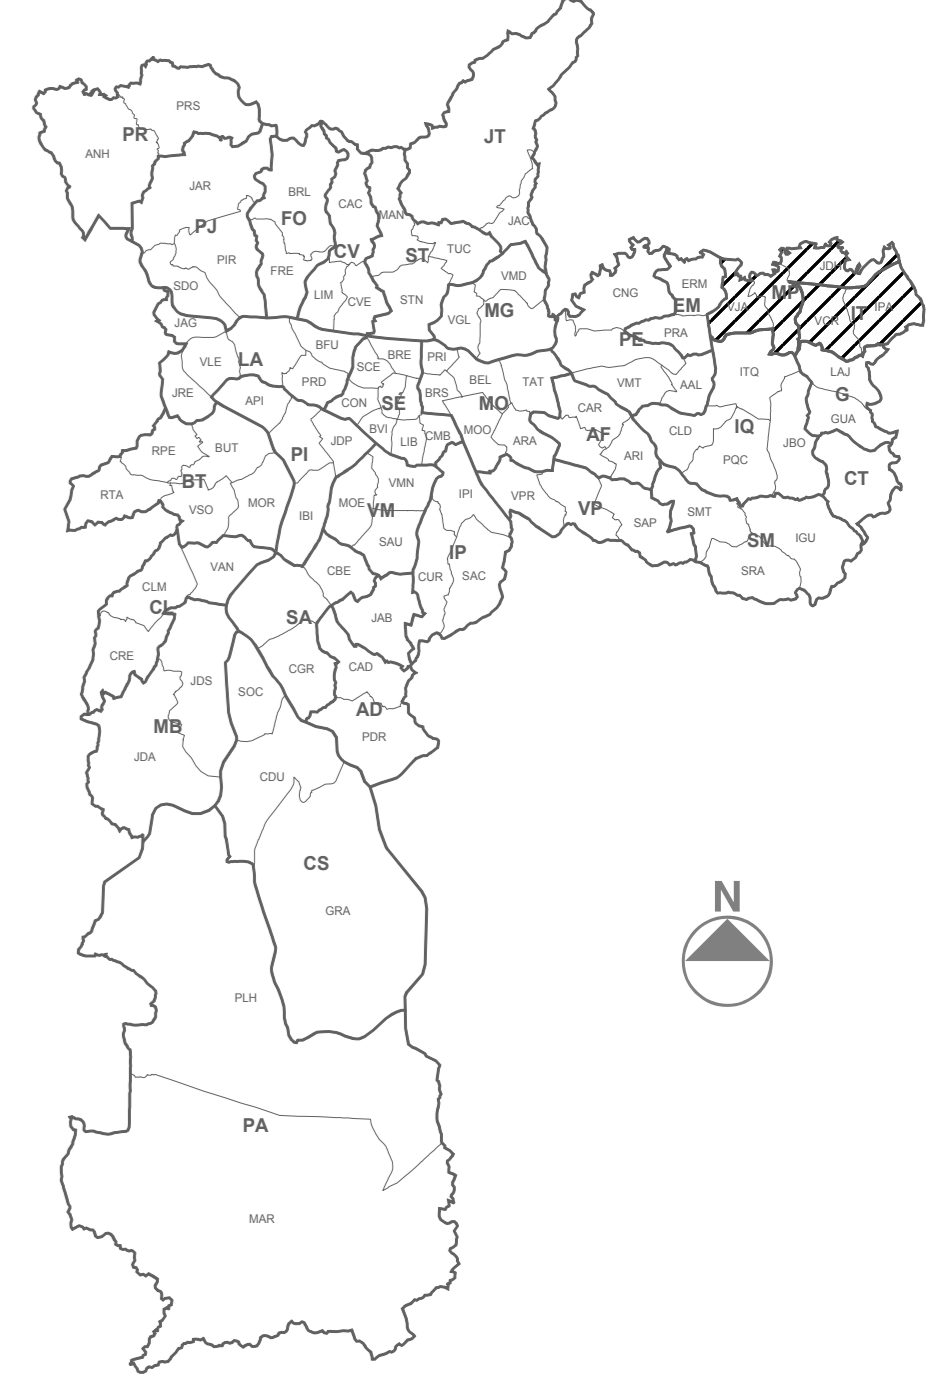 PRS
PR
ANH
JT
JAR
BRL
CAC
MAN
FO
PJ
JAC
CV
ST
TUC
PIR
FRE
VMD
SDO
LIM
CVE
STN
MG
VGL
JAG
CNG
ERM
EM
PE
PRA
VJA
MP
JDH
VCR
IT
IPA
BFU
VLE
LA
SCE
BRE
PRI
PRD
BEL
TAT
VMT
AAL
ITQ
LAJ
G
JRE
API
CON
SÉ
BRS
MO
CAR
IQ
GUA
BVI
LIB
CMB
MOO
ARA
AF
CLD
JBO
RPE
BUT
PI
JDP
ARI
PQC
CT
BT
RTA
VSO
MOR
IBI
MOE
VMN
VM
IPI
VPR
VP
SAP
SMT
SM
IGU
SAU
IP
CUR
SAC
SRA
CLM
VAN
CBE
CL
SA
JAB
CRE
JDS
SOC
CGR
CAD
MB
AD
JDA
PDR
CDU
CS
GRA
N
PLH
PA
MAR